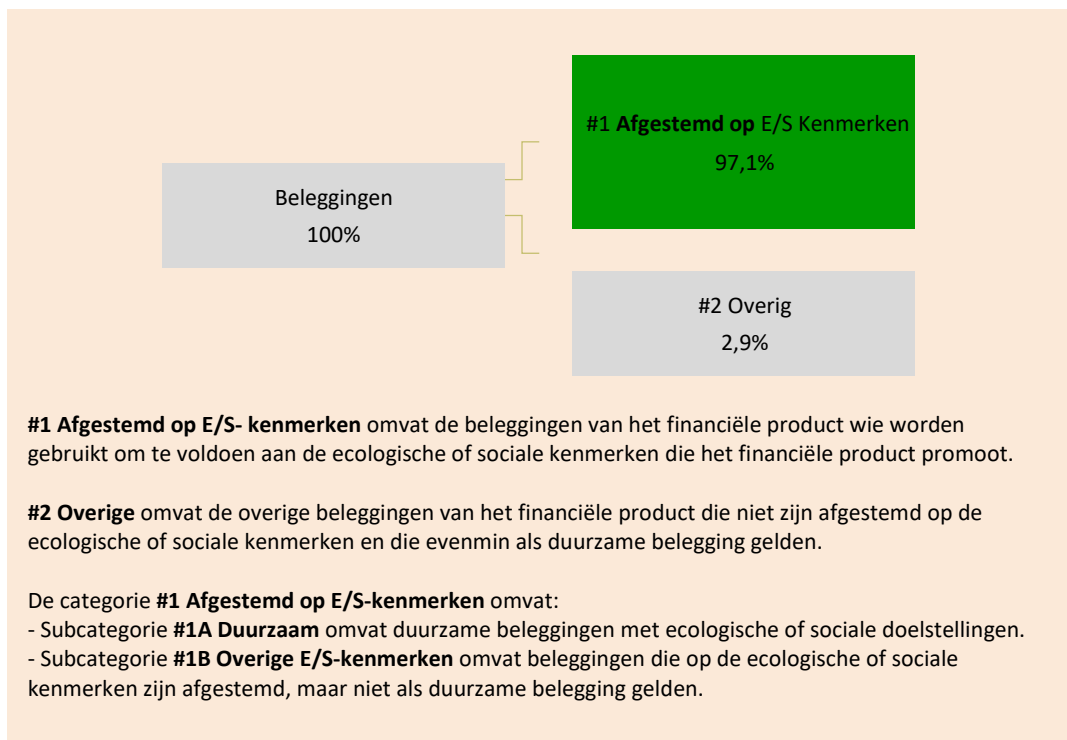 #1 Afgestemd op E/S Kenmerken
97,1%
Beleggingen
100%
#2 Overig
2,9%
#1 Afgestemd op E/S- kenmerken omvat de beleggingen van het financiële product wie worden
gebruikt om te voldoen aan de ecologische of sociale kenmerken die het financiële product promoot.
#2 Overige omvat de overige beleggingen van het financiële product die niet zijn afgestemd op de
ecologische of sociale kenmerken en die evenmin als duurzame belegging gelden.
De categorie #1 Afgestemd op E/S-kenmerken omvat:
- Subcategorie #1A Duurzaam omvat duurzame beleggingen met ecologische of sociale doelstellingen.
- Subcategorie #1B Overige E/S-kenmerken omvat beleggingen die op de ecologische of sociale
kenmerken zijn afgestemd, maar niet als duurzame belegging gelden.